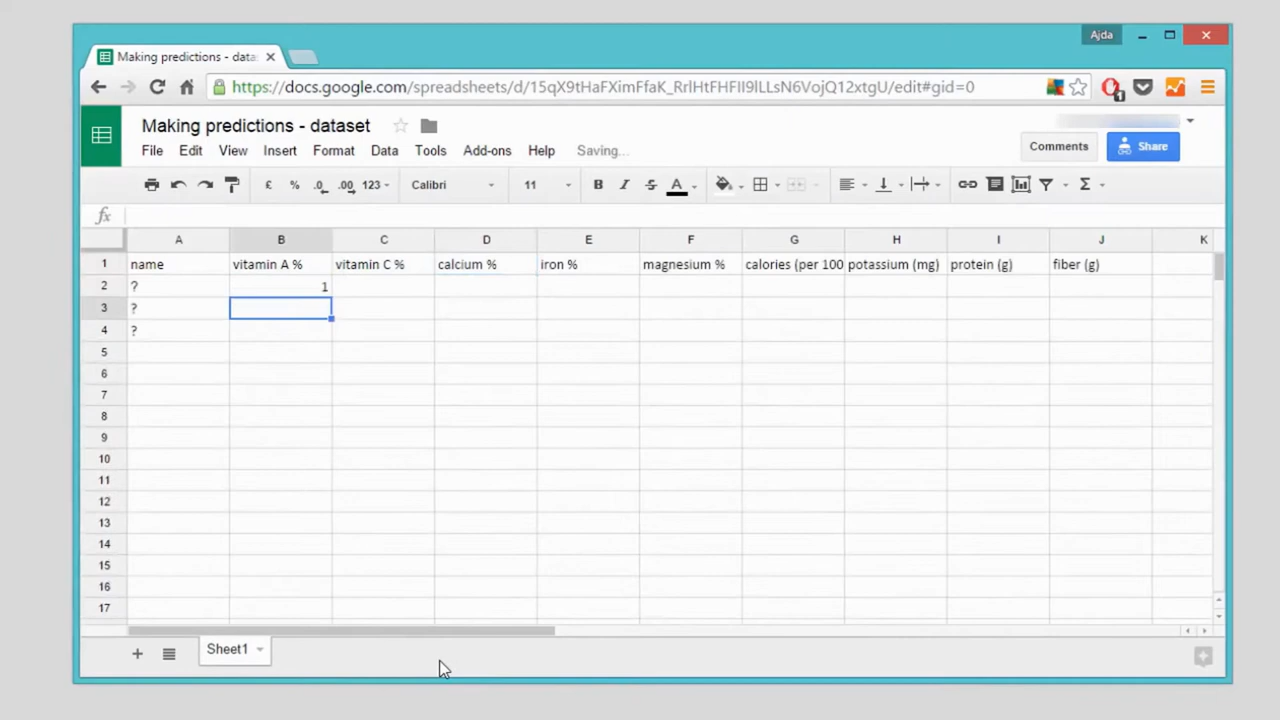 Ajda
Making predictions - data
https://docs.google.com/spreadsheets/d/15qX9tHaFXimFfaK_RrlHtFHFII9lLLsN6VojQ12xtgU/edit#gid=0
1
Making predictions - dataset
File Edit View Insert Format Data Tools Add-ons Help Saving...
Comments
Share
£ % .0 .00 123 Calibri 11 B I S A Σ
fx
A B C D E F G H I J K
1 name vitamin A % vitamin C % calcium % iron % magnesium % calories (per 100 potassium (mg) protein (g) fiber (g)
2 ? 1
3 ?
4 ?
5
6
7
8
9
10
11
12
13
14
15
16
17
+ Sheet1